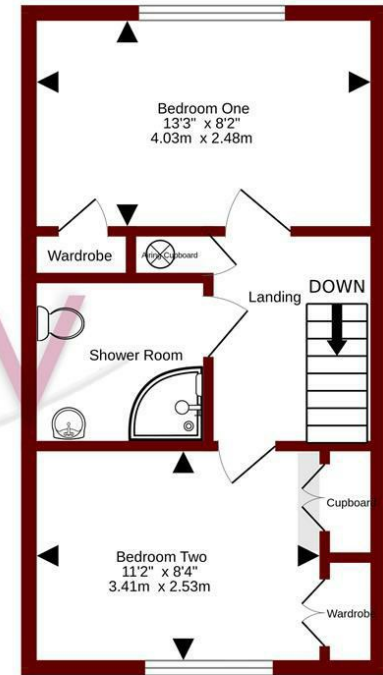 Bedroom One
13'3" x 8'2"
4.03m x 2.48m
Wardrobe
Airing Cupboard
Landing
DOWN
Shower Room
Cupboard
Bedroom Two
11'2" x 8'4"
3.41m x 2.53m
Wardrobe